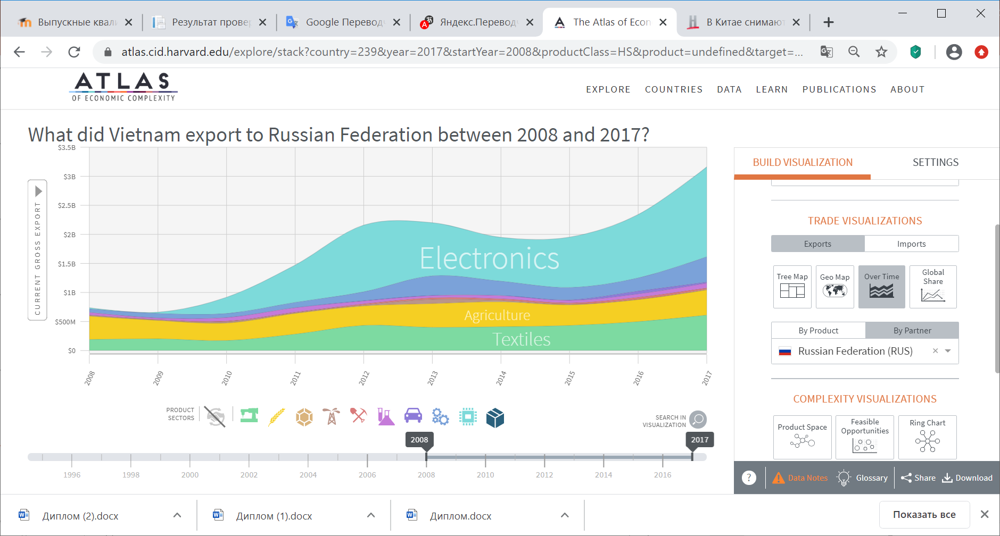 Выпускные квал
Результат провер
Google Переводч
Яндекс.Переводч
The Atlas of Econ
В Китае снимают
atlas.cid.harvard.edu/explore/stack?country=239&year=2017&startYear=2008&productClass=HS&product=undefined&target=...
ATLAS
OF ECONOMIC COMPLEXITY
EXPLORE COUNTRIES DATA LEARN PUBLICATIONS ABOUT
What did Vietnam export to Russian Federation between 2008 and 2017?
CURRENT GROSS EXPORT
$3.5B
$3B
$2.5B
$2B
$1.5B
$1B
$500M
$0
Electronics
Agriculture
Textiles
2008 2009 2010 2011 2012 2013 2014 2015 2016 2017
PRODUCT
SECTORS
SEARCH IN
VISUALIZATION
2008 2017
1996 1998 2000 2002 2004 2006 2008 2010 2012 2014 2016
BUILD VISUALIZATION SETTINGS
TRADE VISUALIZATIONS
Exports Imports
Tree Map
Geo Map
Over Time
Global
Share
By Product By Partner
Russian Federation (RUS)
COMPLEXITY VISUALIZATIONS
Product Space
Feasible
Opportunities
Ring Chart
? Data Notes Glossary Share Download
Диплом (2).docx
Диплом (1).docx
Диплом.docx
Показать все